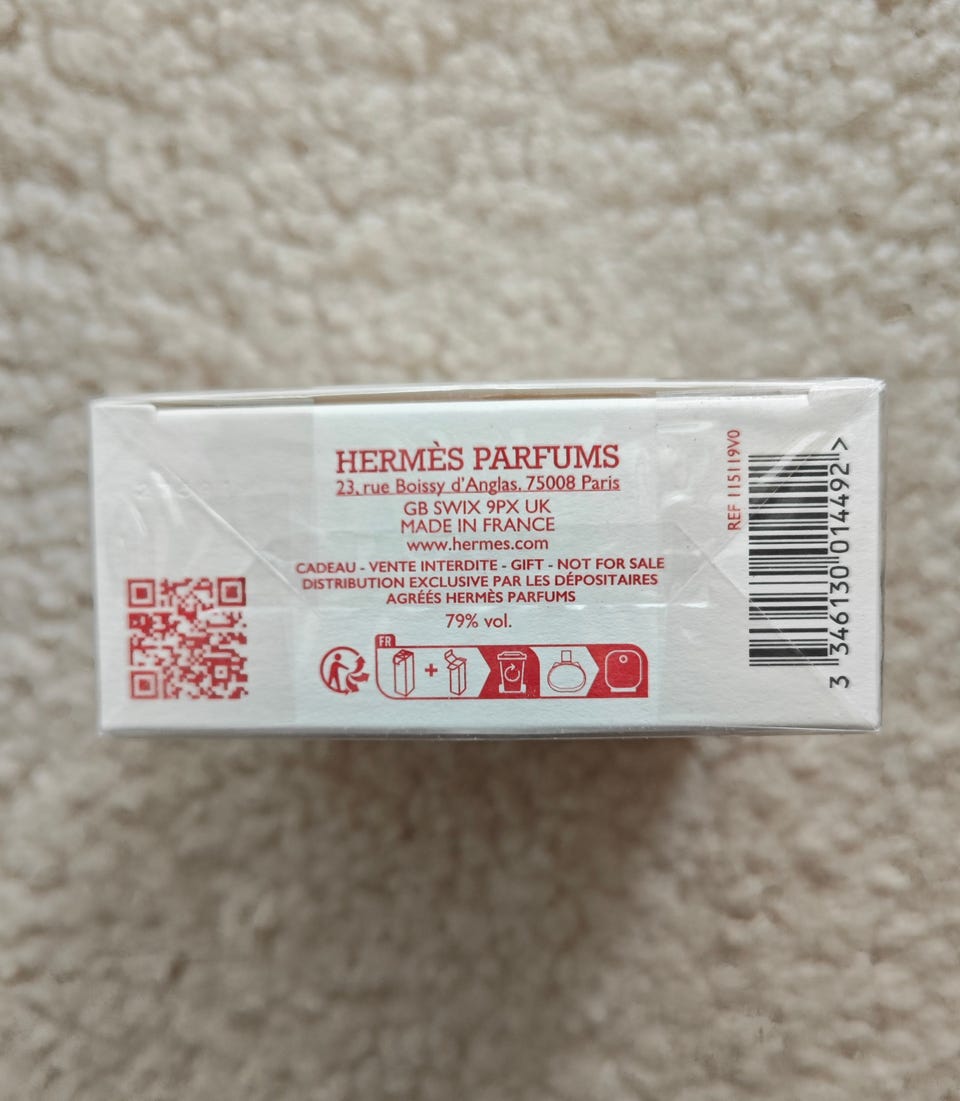 HERMÈS PARFUMS
23, rue Boissy d'Anglas, 75008 Paris
GB SWIX 9PX UK
MADE IN FRANCE
www.hermes.com
CADEAU - VENTE INTERDITE - GIFT - NOT FOR SALE
DISTRIBUTION EXCLUSIVE PAR LES DÉPOSITAIRES
AGRÉÉS HERMÈS PARFUMS
79% vol.
FR
+
REF 115119V0
3 346130 014492 >